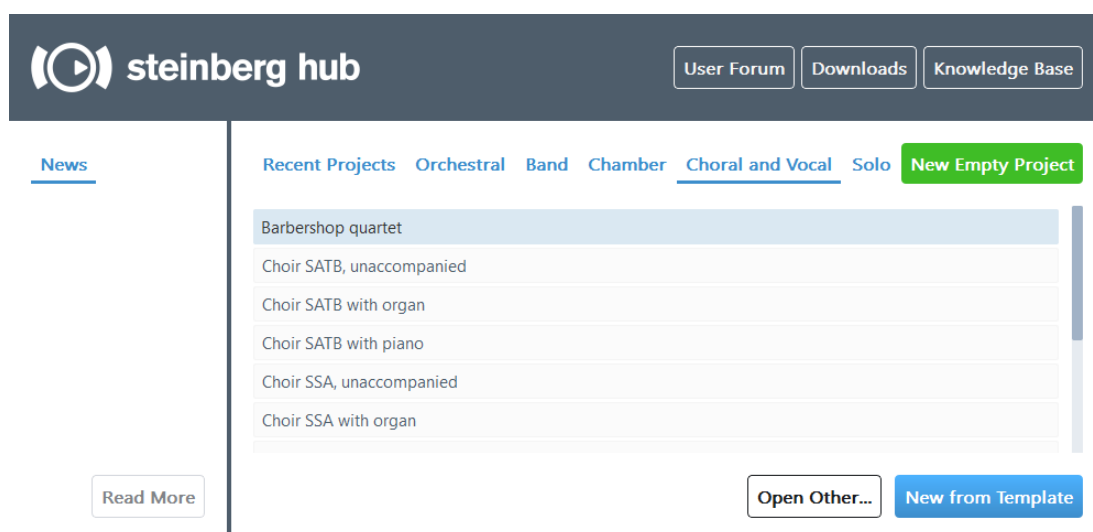 steinberg hub
User Forum Downloads Knowledge Base
News
Recent Projects Orchestral Band Chamber Choral and Vocal Solo New Empty Project
Barbershop quartet
Choir SATB, unaccompanied
Choir SATB with organ
Choir SATB with piano
Choir SSA, unaccompanied
Choir SSA with organ
Read More Open Other... New from Template